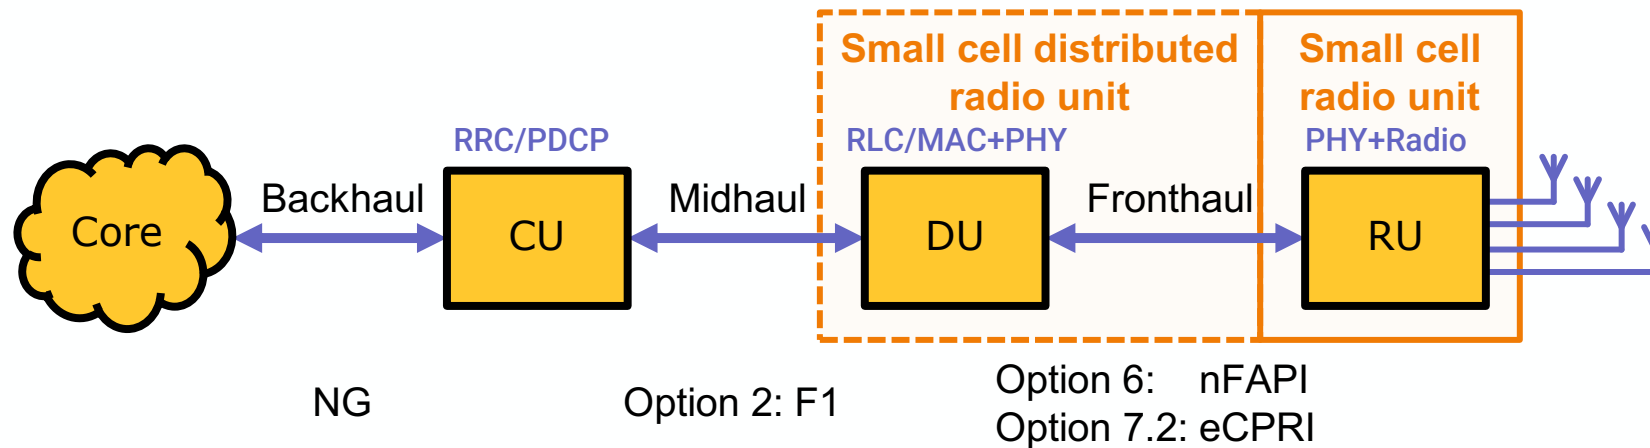 Small cell distributed
radio unit
Small cell
radio unit
RRC/PDCP
RLC/MAC+PHY
PHY+Radio
Core
Backhaul
CU
Midhaul
DU
Fronthaul
RU
NG
Option 2: F1
Option 6: nFAPI
Option 7.2: eCPRI